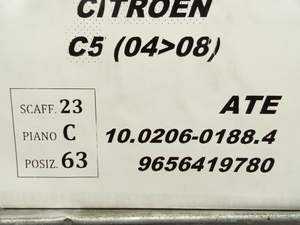 CITROEN
C5 (04>08)
SCAFF. 23
PIANO C
POSIZ. 63
ATE
10.0206-0188.4
9656419780